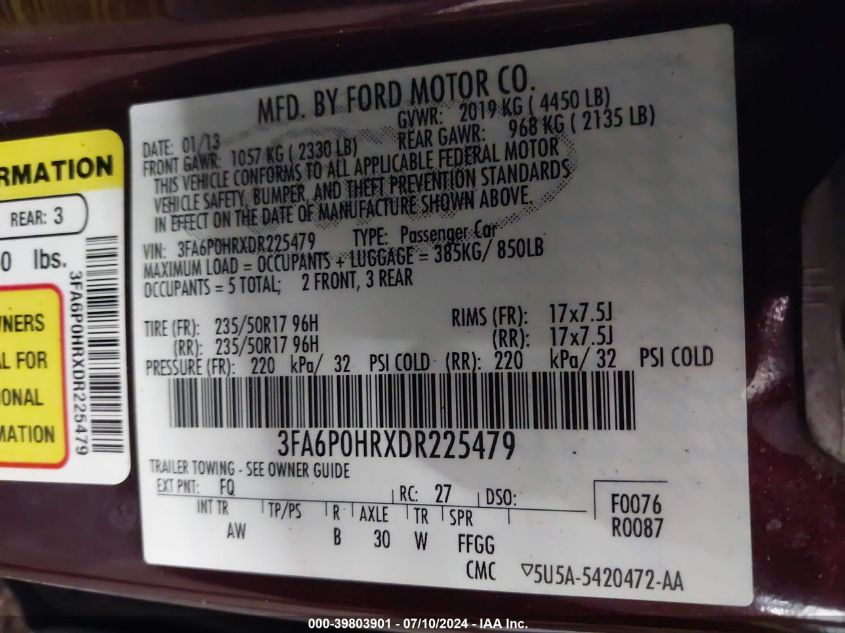 RMATION
REAR: 3
0 lbs.
WNERS
AL FOR
IONAL
MATION
3FA6P0HRXDR225479
MFD. BY FORD MOTOR CO.
DATE: 01/13 GVWR: 2019 KG ( 4450 LB)
FRONT GAWR: 1057 KG ( 2330 LB) REAR GAWR: 968 KG ( 2135 LB)
THIS VEHICLE CONFORMS TO ALL APPLICABLE FEDERAL MOTOR
VEHICLE SAFETY, BUMPER, AND THEFT PREVENTION STANDARDS
IN EFFECT ON THE DATE OF MANUFACTURE SHOWN ABOVE.
VIN: 3FA6P0HRXDR225479 TYPE: Passenger Car
MAXIMUM LOAD = OCCUPANTS + LUGGAGE = 385KG/ 850LB
OCCUPANTS = 5 TOTAL; 2 FRONT, 3 REAR
TIRE (FR): 235/50R17 96H RIMS (FR): 17x7.5J
(RR): 235/50R17 96H (RR): 17x7.5J
PRESSURE (FR): 220 kPa/ 32 PSI COLD (RR): 220 kPa/ 32 PSI COLD
3FA6P0HRXDR225479
TRAILER TOWING - SEE OWNER GUIDE
EXT PNT: FQ RC: 27 DSO: F0076
INT TR TP/PS R AXLE TR SPR R0087
AW B 30 W FFGG
CMC ▽5U5A-5420472-AA
000-39803901 - 07/10/2024 - IAA Inc.